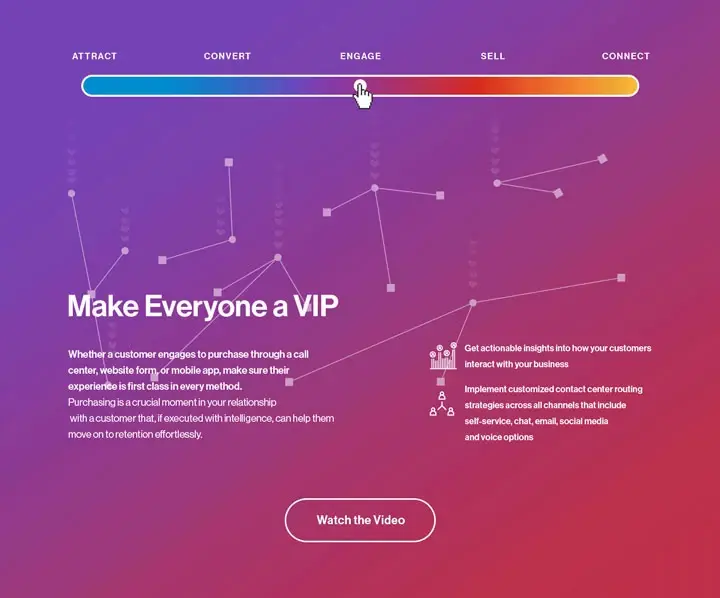 ATTRACT CONVERT ENGAGE SELL CONNECT
Make Everyone a VIP
Whether a customer engages to purchase through a call
center, website form, or mobile app, make sure their
experience is first class in every method.
Purchasing is a crucial moment in your relationship
with a customer that, if executed with intelligence, can help them
move on to retention effortlessly.
Get actionable insights into how your customers
interact with your business
Implement customized contact center routing
strategies across all channels that include
self-service, chat, email, social media
and voice options
Watch the Video